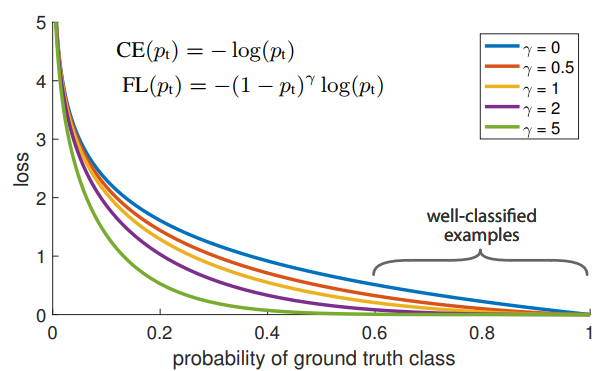 5
4
3
2
1
0
loss
CE(pt) = − log(pt)
FL(pt) = −(1 − pt)^γ log(pt)
γ = 0
γ = 0.5
γ = 1
γ = 2
γ = 5
well-classified
examples
0
0.2
0.4
0.6
0.8
1
probability of ground truth class